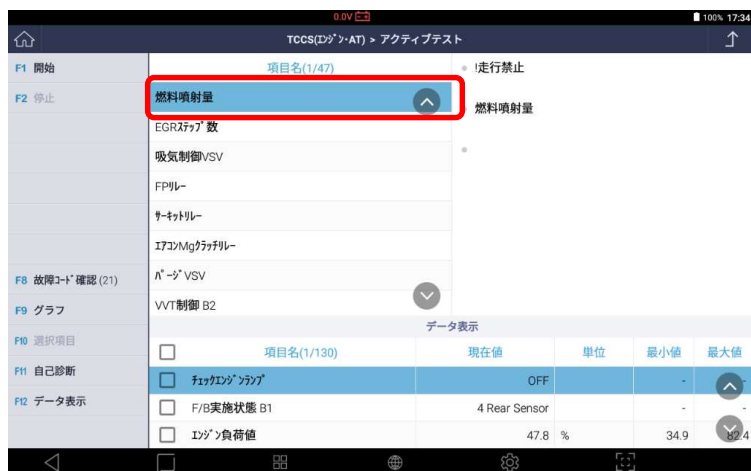 0.0V
100% 17:34
TCCS(ｴﾝｼﾞﾝ･AT) > アクティブテスト
F1 開始
F2 停止
F8 故障ｺｰﾄﾞ確認 (21)
F9 グラフ
F10 選択項目
F11 自己診断
F12 データ表示
項目名(1/47)
燃料噴射量
EGRｽﾃｯﾌﾟ数
吸気制御VSV
FPﾘﾚｰ
ｻｰｷｯﾄﾘﾚｰ
ｴｱｺﾝMgｸﾗｯﾁﾘﾚｰ
ﾊﾟｰｼﾞVSV
VVT制御 B2
!走行禁止
燃料噴射量
データ表示
項目名(1/130) 現在値 単位 最小値 最大値
ﾁｪｯｸｴﾝｼﾞﾝﾗﾝﾌﾟ OFF - -
F/B実施状態 B1 4 Rear Sensor - -
ｴﾝｼﾞﾝ負荷値 47.8 % 34.9 82.4